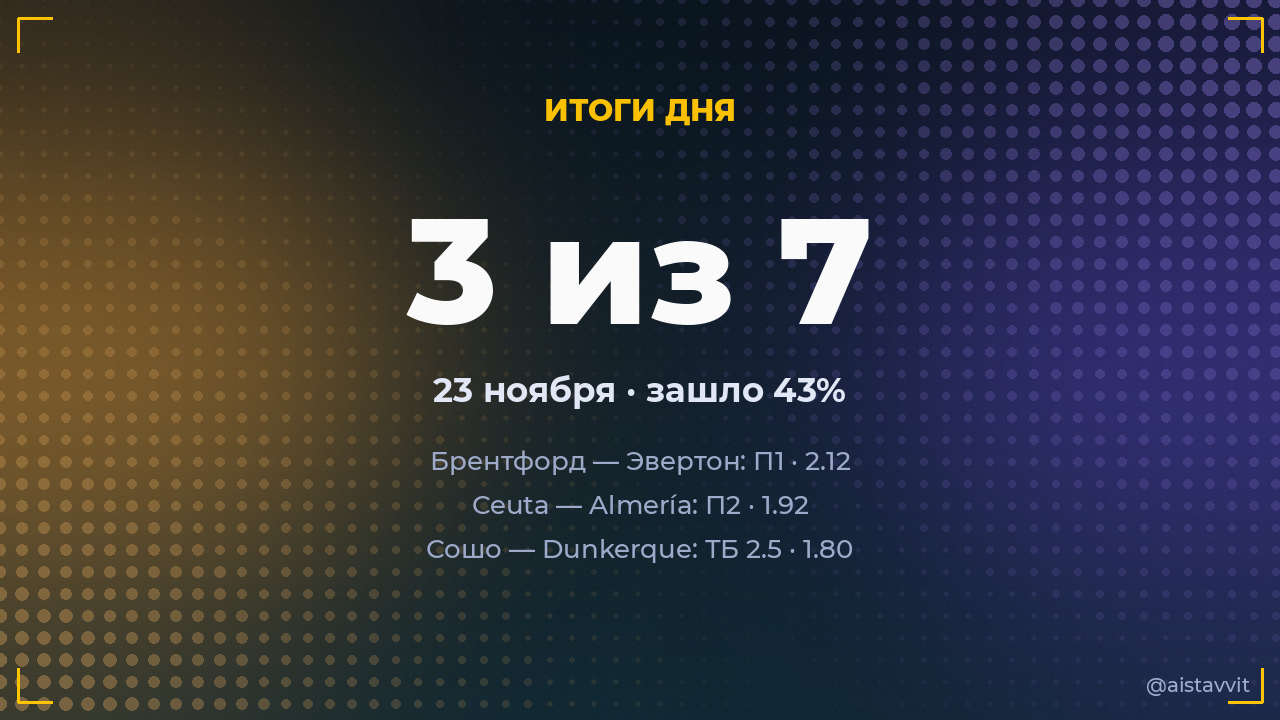 ИТОГИ ДНЯ
3 из 7
23 ноября · зашло 43%
Брентфорд — Эвертон: П1 · 2.12
Ceuta — Almería: П2 · 1.92
Сошо — Dunkerque: ТБ 2.5 · 1.80
@aistavvit